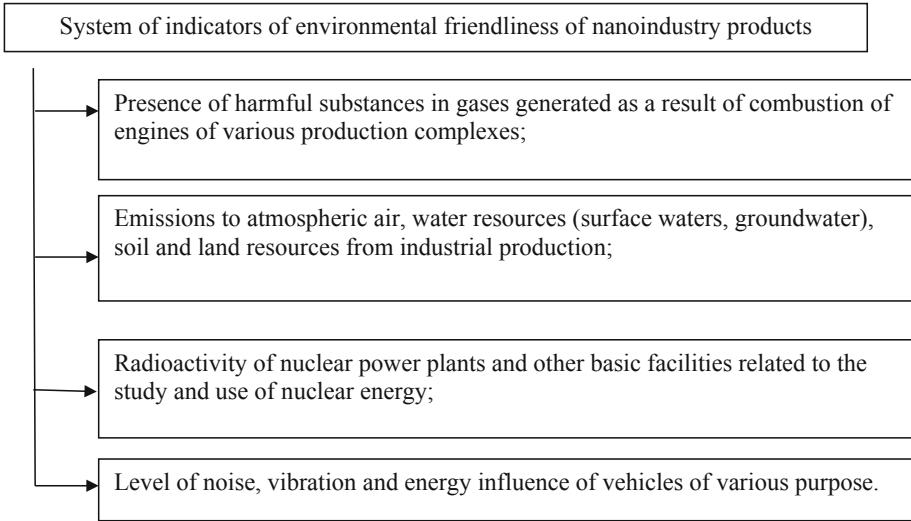 System of indicators of environmental friendliness of nanoindustry products
Presence of harmful substances in gases generated as a result of combustion of
engines of various production complexes;
Emissions to atmospheric air, water resources (surface waters, groundwater),
soil and land resources from industrial production;
Radioactivity of nuclear power plants and other basic facilities related to the
study and use of nuclear energy;
Level of noise, vibration and energy influence of vehicles of various purpose.